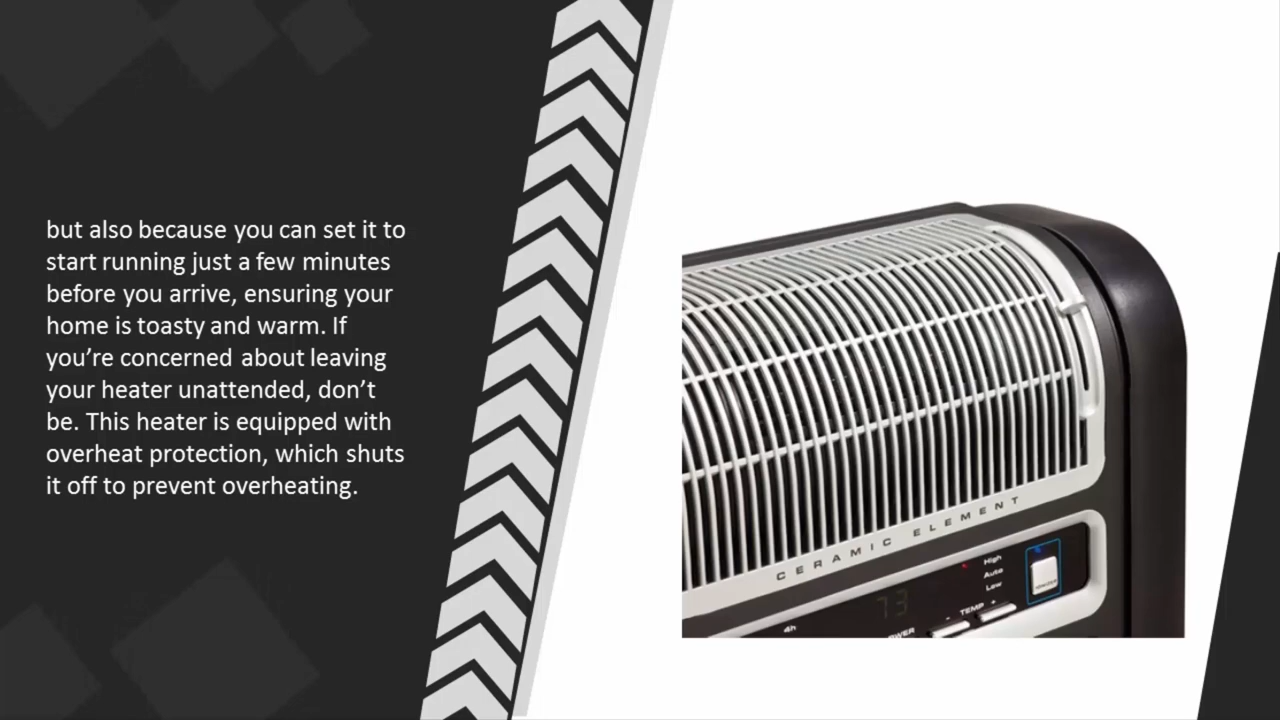 but also because you can set it to
start running just a few minutes
before you arrive, ensuring your
home is toasty and warm. If
you’re concerned about leaving
your heater unattended, don’t
be. This heater is equipped with
overheat protection, which shuts
it off to prevent overheating.
CERAMIC ELEMENT
High
Auto
Low
73
TEMP
- +
4h